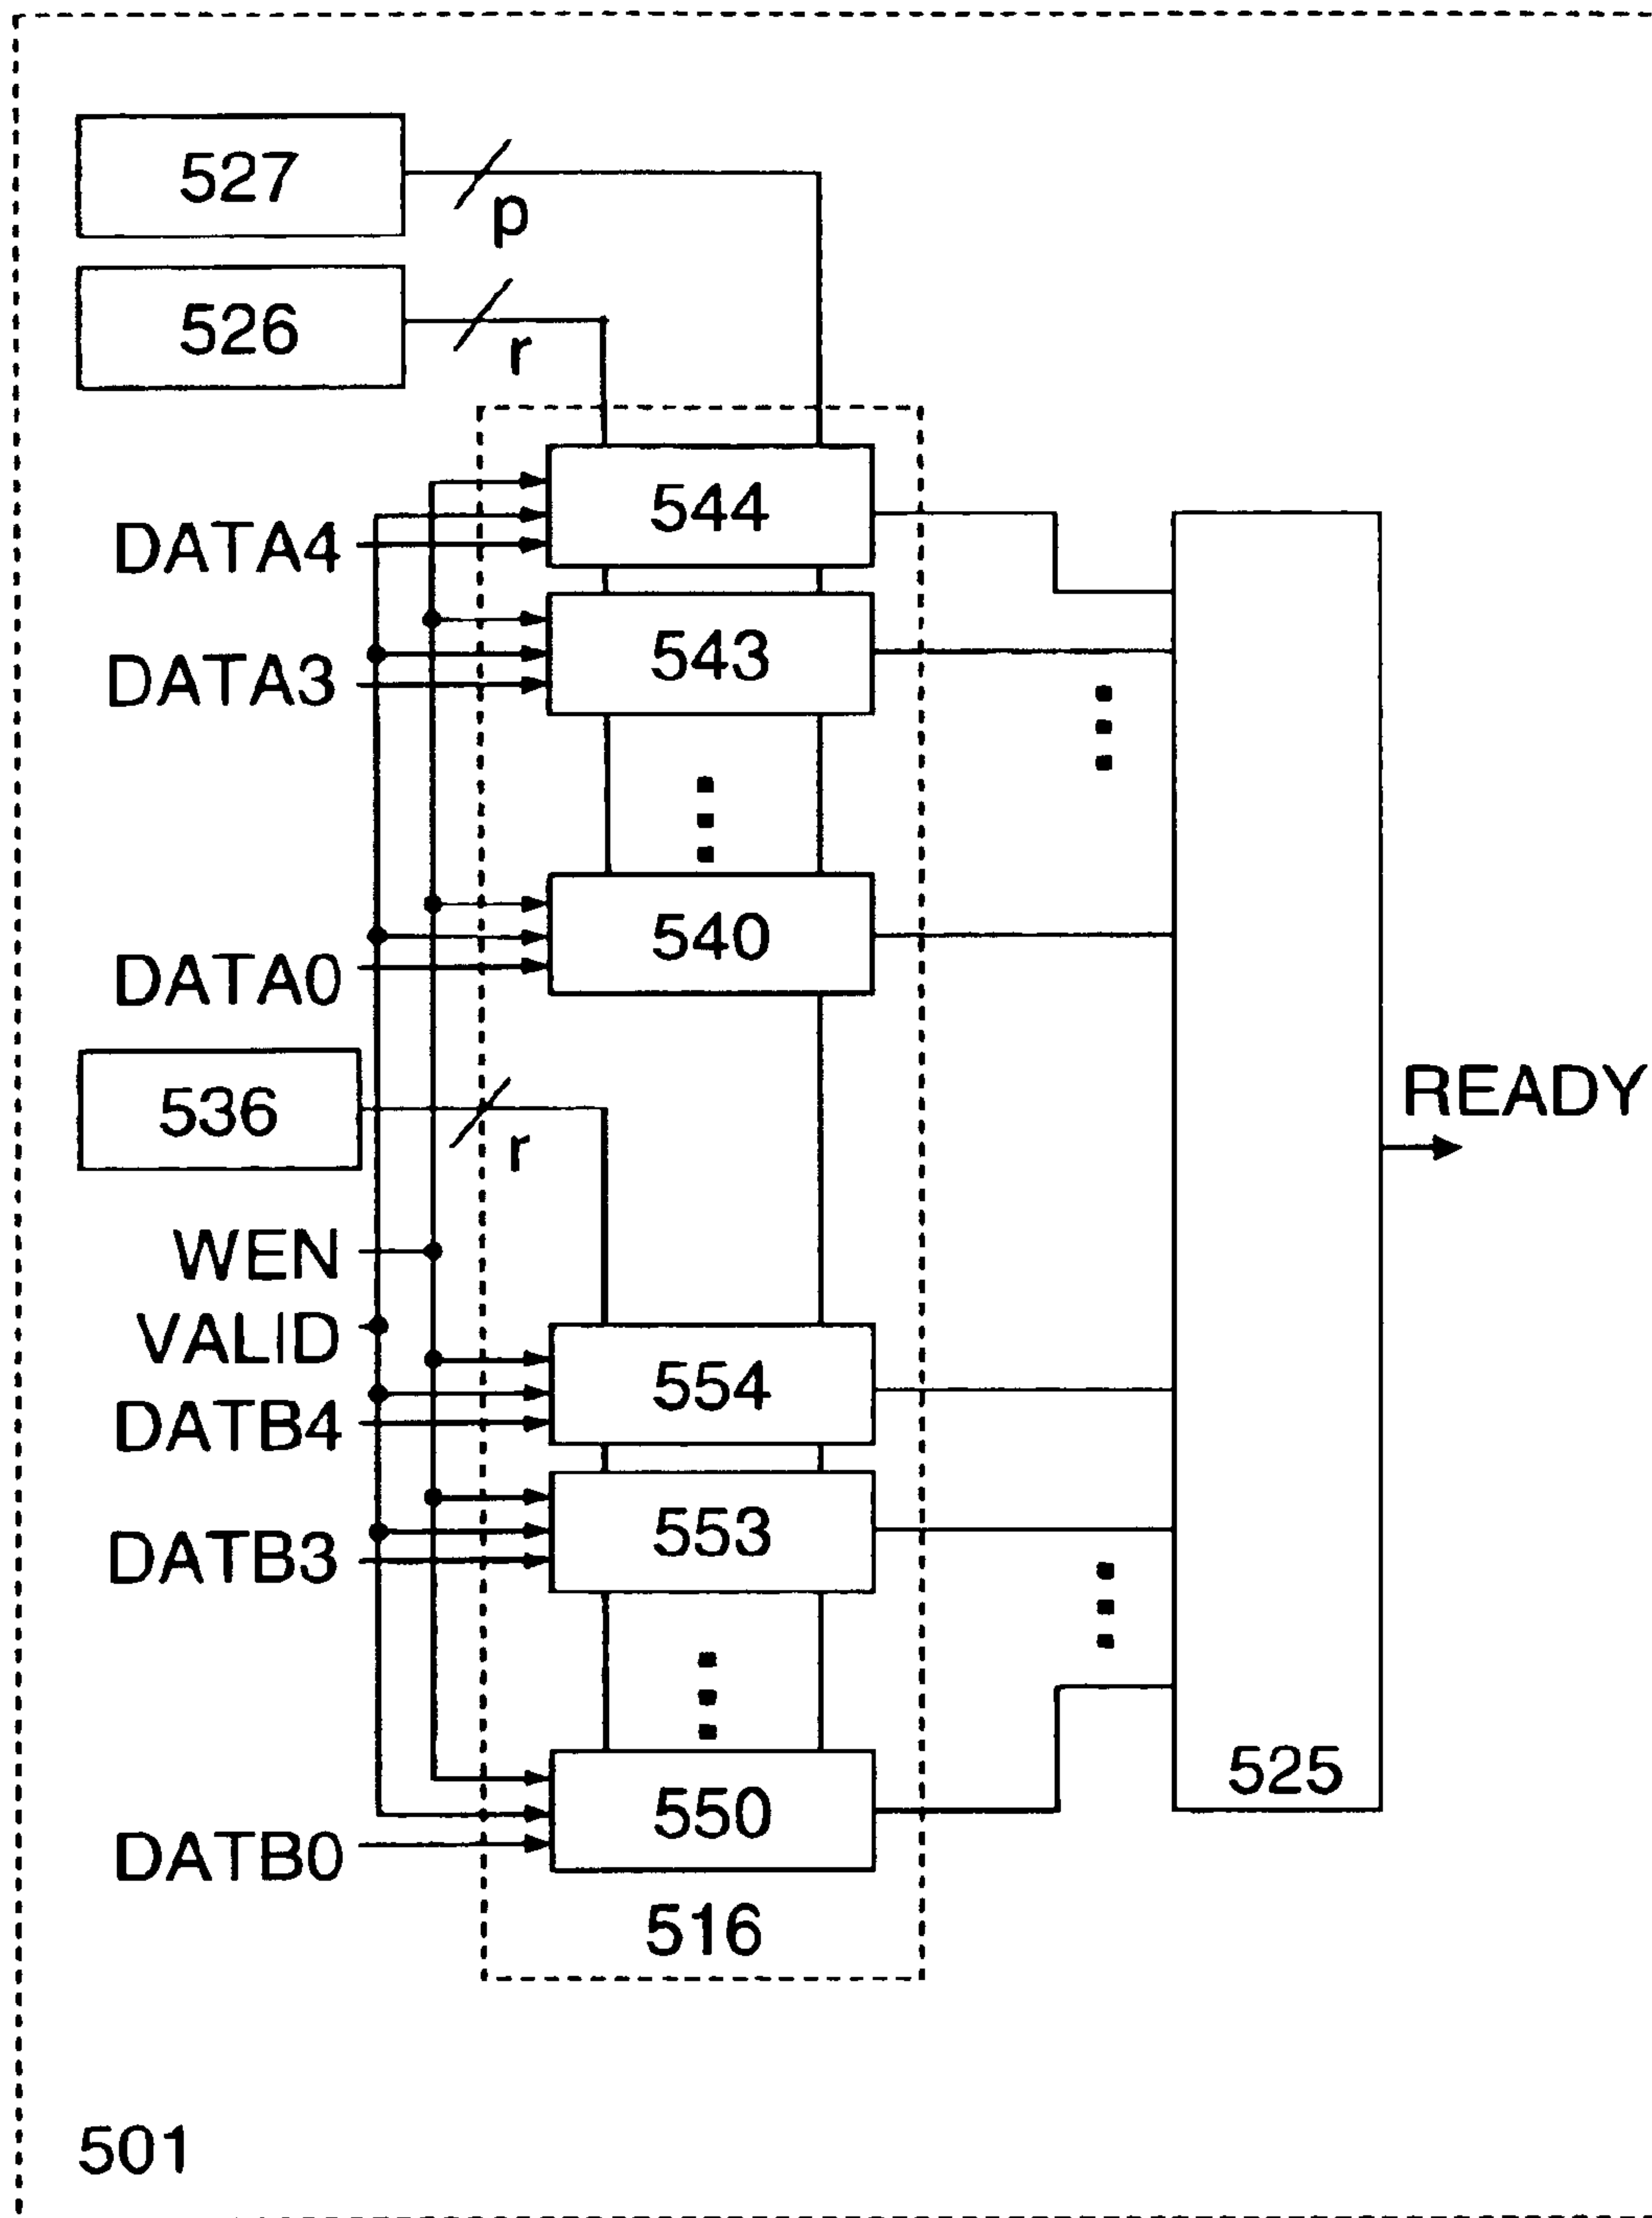 527
p
526
r
544
DATA4
543
DATA3
540
DATA0
536
r
READY
WEN
VALID
554
DATB4
553
DATB3
525
550
DATB0
516
501